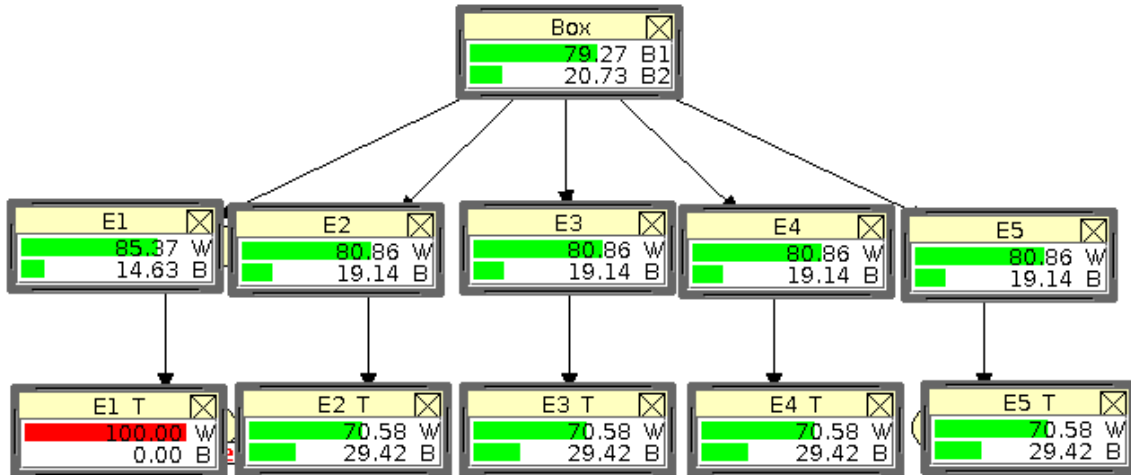 Box
79.27 B1
20.73 B2
E1
85.37 W
14.63 B
E2
80.86 W
19.14 B
E3
80.86 W
19.14 B
E4
80.86 W
19.14 B
E5
80.86 W
19.14 B
E1 T
100.00 W
0.00 B
e
E2 T
70.58 W
29.42 B
E3 T
70.58 W
29.42 B
E4 T
70.58 W
29.42 B
E5 T
70.58 W
29.42 B